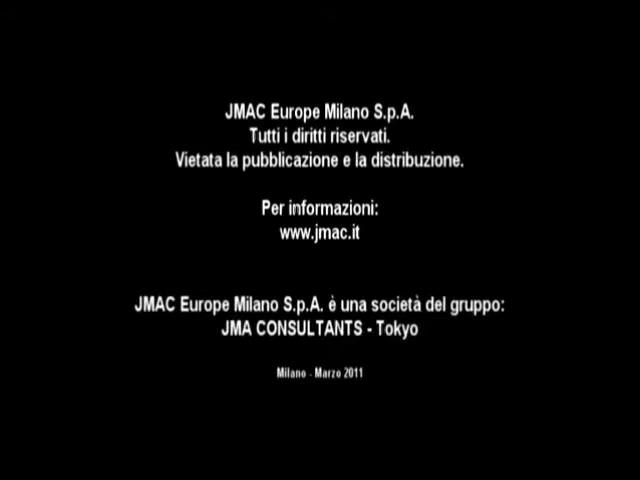 JMAC Europe Milano S.p.A.
Tutti i diritti riservati.
Vietata la pubblicazione e la distribuzione.
Per informazioni:
www.jmac.it
JMAC Europe Milano S.p.A. è una società del gruppo:
JMA CONSULTANTS - Tokyo
Milano - Marzo 2011